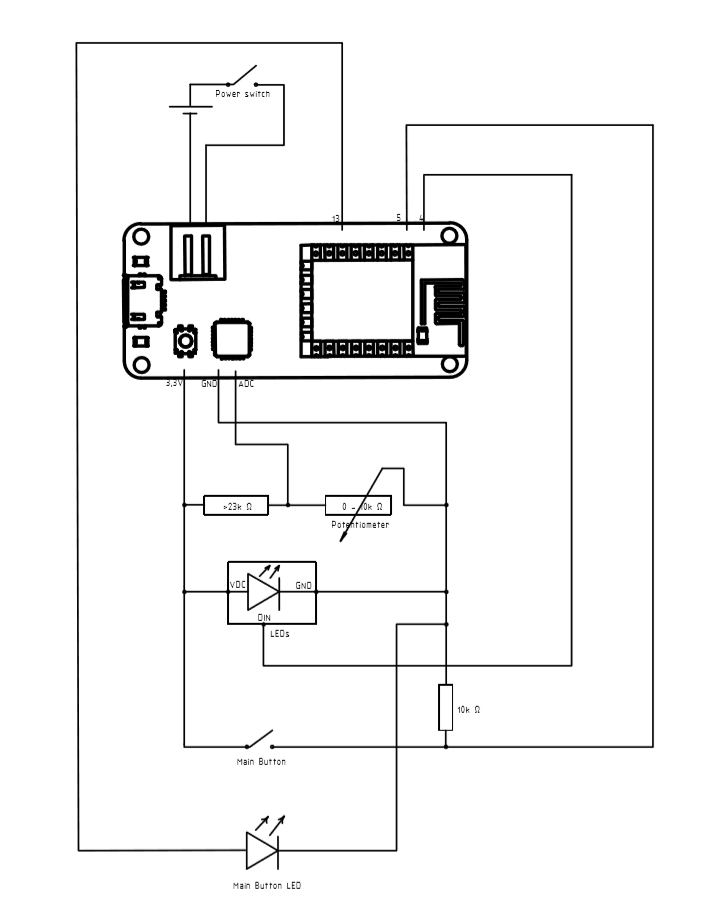 Power switch
13
5
4
3,3V
GND
ADC
>23k Ω
0 - 10k Ω
Potentiometer
VDC
GND
DIN
LEDs
10k Ω
Main Button
Main Button LED